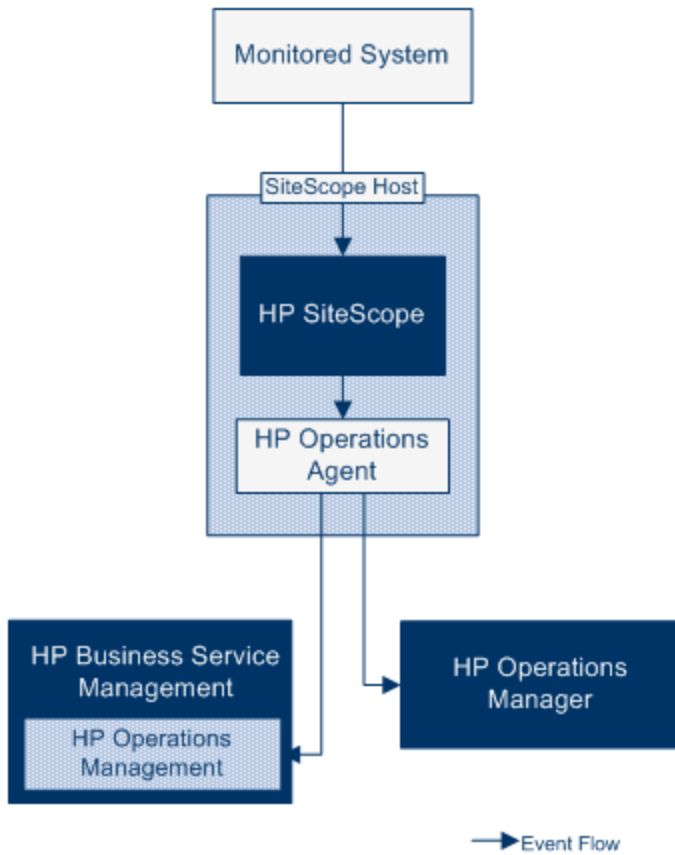 Monitored System
SiteScope Host
HP SiteScope
HP Operations
Agent
HP Business Service
Management
HP Operations
Management
HP Operations
Manager
Event Flow